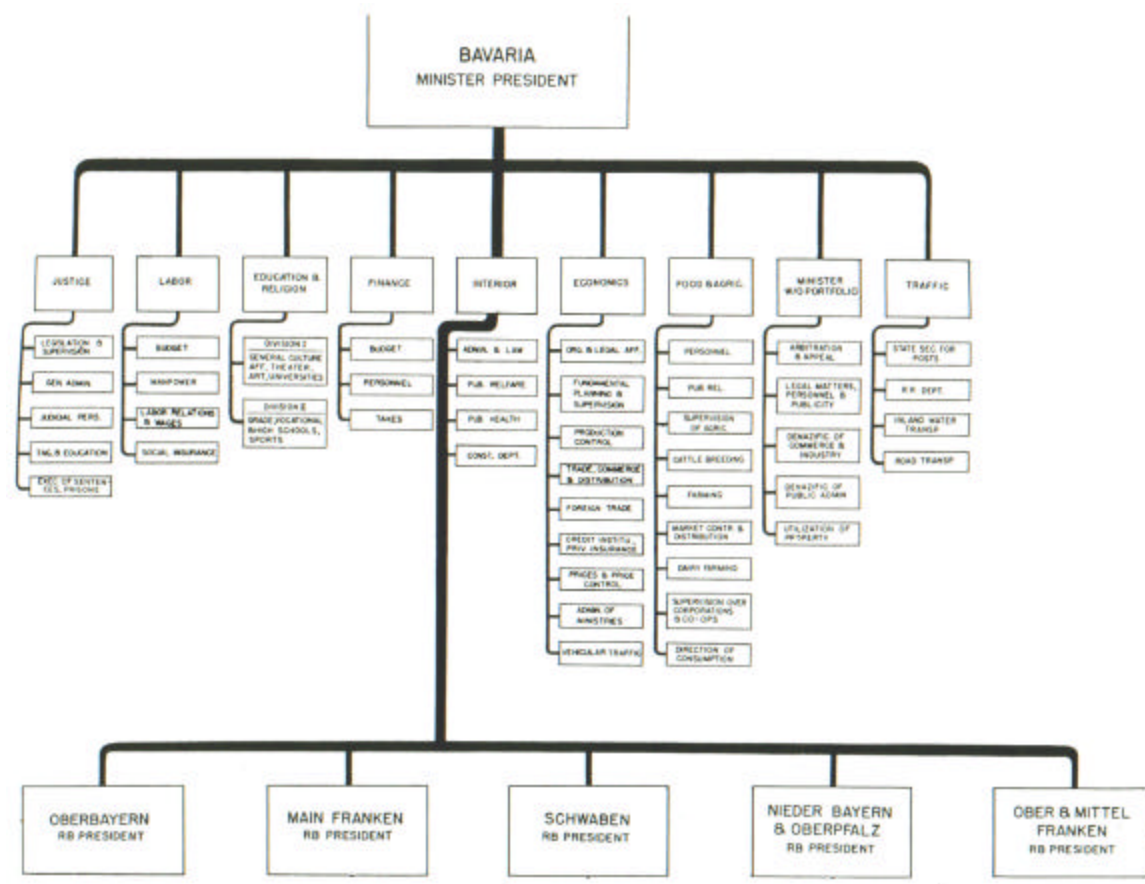 BAVARIA
MINISTER PRESIDENT
JUSTICE
LABOR
EDUCATION &
RELIGION
FINANCE
INTERIOR
ECONOMICS
FOOD & AGRIC.
MINISTER
W/O PORTFOLIO
TRAFFIC
LEGISLATION &
SUPERVISION
GEN ADMIN
JUDICIAL PERS.
TNG. & EDUCATION
EXEC OF SENTEN-
CES, PRISONS
BUDGET
MANPOWER
LABOR RELATIONS
& WAGES
SOCIAL INSURANCE
DIVISION I
GENERAL CULTURE
AFF, THEATER,
ART, UNIVERSITIES
DIVISION II
GRADE, VOCATIONAL
& HIGH SCHOOLS,
SPORTS
BUDGET
PERSONNEL
TAXES
ADMIN. & LAW
PUB. WELFARE
PUB HEALTH
CONST. DEPT.
ORG. & LEGAL AFF.
FUNDAMENTAL
PLANNING &
SUPERVISION
PRODUCTION
CONTROL
TRADE, COMMERCE
& DISTRIBUTION
FOREIGN TRADE
CREDIT INSTITU.,
PRIV. INSURANCE
PRICES & PRICE
CONTROL
ADMIN. OF
MINISTRIES
VEHICULAR TRAFFIC
PERSONNEL
PUB REL.
SUPERVISION
OF AGRIC.
CATTLE BREEDING
FARMING
MARKET CONTR. &
DISTRIBUTION
DAIRY FARMING
SUPERVISION OVER
CORPORATIONS
& CO-OPS
DIRECTION OF
CONSUMPTION
ARBITRATION
& APPEAL
LEGAL MATTERS,
PERSONNEL &
PUBLICITY
DENAZIFIC OF
COMMERCE &
INDUSTRY
DENAZIFIC OF
PUBLIC ADMIN
UTILIZATION OF
PROPERTY
STATE SEC FOR
POSTS
R.R. DEPT.
INLAND WATER
TRANSP
ROAD TRANSP
OBERBAYERN
RB PRESIDENT
MAIN FRANKEN
RB PRESIDENT
SCHWABEN
RB PRESIDENT
NIEDER BAYERN
& OBERPFALZ
RB PRESIDENT
OBER & MITTEL
FRANKEN
RB PRESIDENT